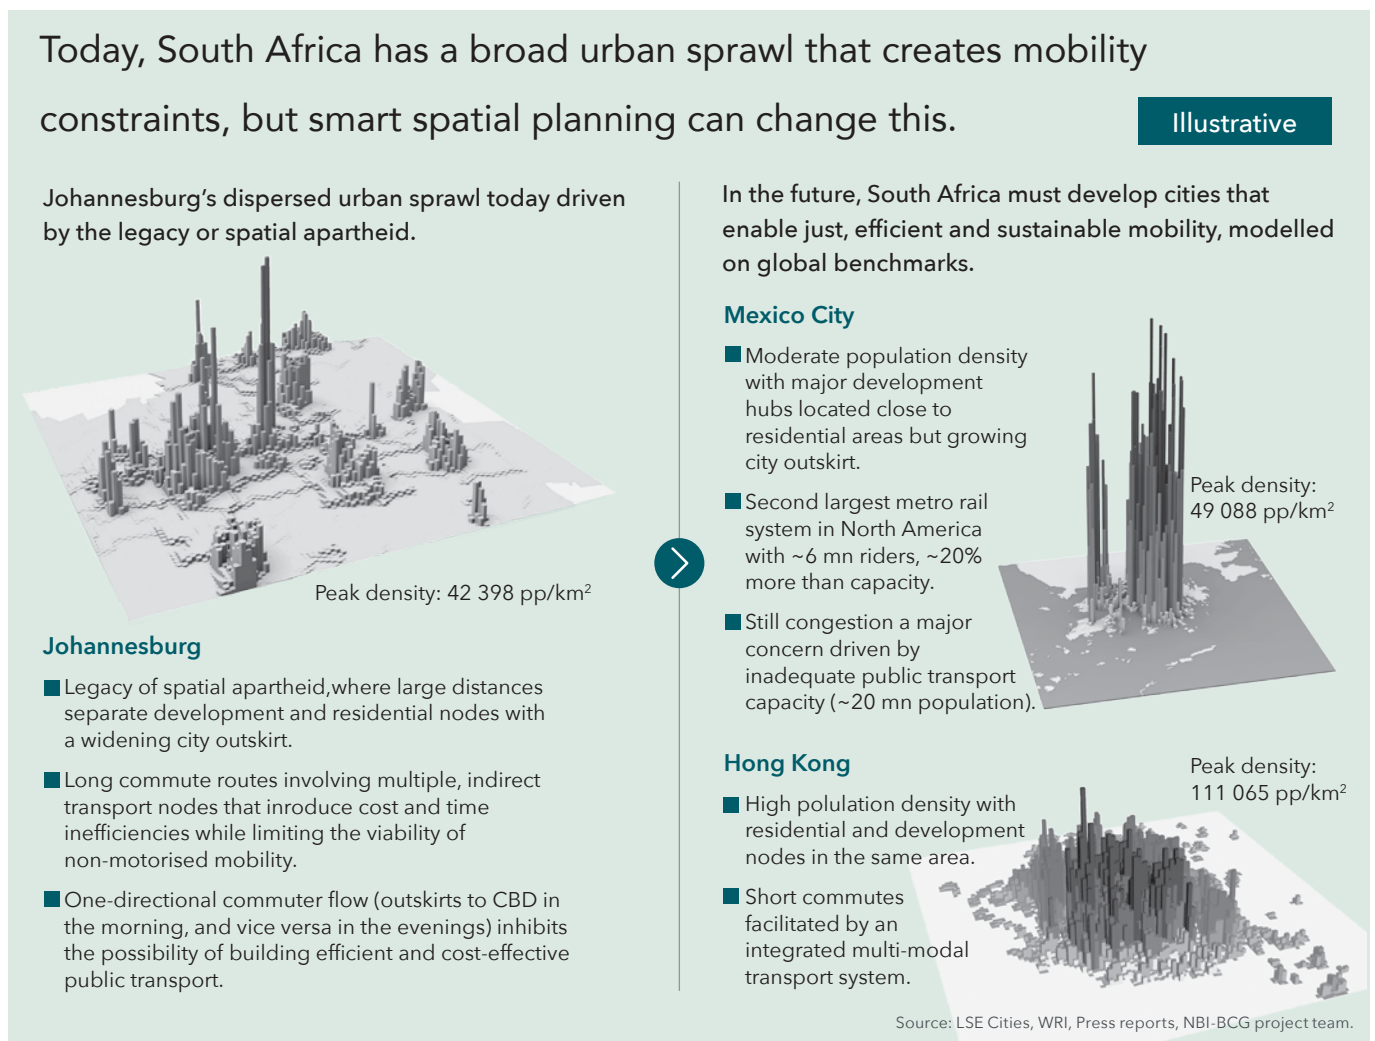 Today, South Africa has a broad urban sprawl that creates mobility
constraints, but smart spatial planning can change this.
Illustrative
Johannesburg’s dispersed urban sprawl today driven
by the legacy or spatial apartheid.
Peak density: 42 398 pp/km²
Johannesburg
Legacy of spatial apartheid,where large distances
separate development and residential nodes with
a widening city outskirt.
Long commute routes involving multiple, indirect
transport nodes that inroduce cost and time
inefficiencies while limiting the viability of
non-motorised mobility.
One-directional commuter flow (outskirts to CBD in
the morning, and vice versa in the evenings) inhibits
the possibility of building efficient and cost-effective
public transport.
In the future, South Africa must develop cities that
enable just, efficient and sustainable mobility, modelled
on global benchmarks.
Mexico City
Moderate population density
with major development
hubs located close to
residential areas but growing
city outskirt.
Second largest metro rail
system in North America
with ~6 mn riders, ~20%
more than capacity.
Still congestion a major
concern driven by
inadequate public transport
capacity (~20 mn population).
Peak density:
49 088 pp/km²
Hong Kong
High polulation density with
residential and development
nodes in the same area.
Short commutes
facilitated by an
integrated multi-modal
transport system.
Peak density:
111 065 pp/km²
Source: LSE Cities, WRI, Press reports, NBI-BCG project team.